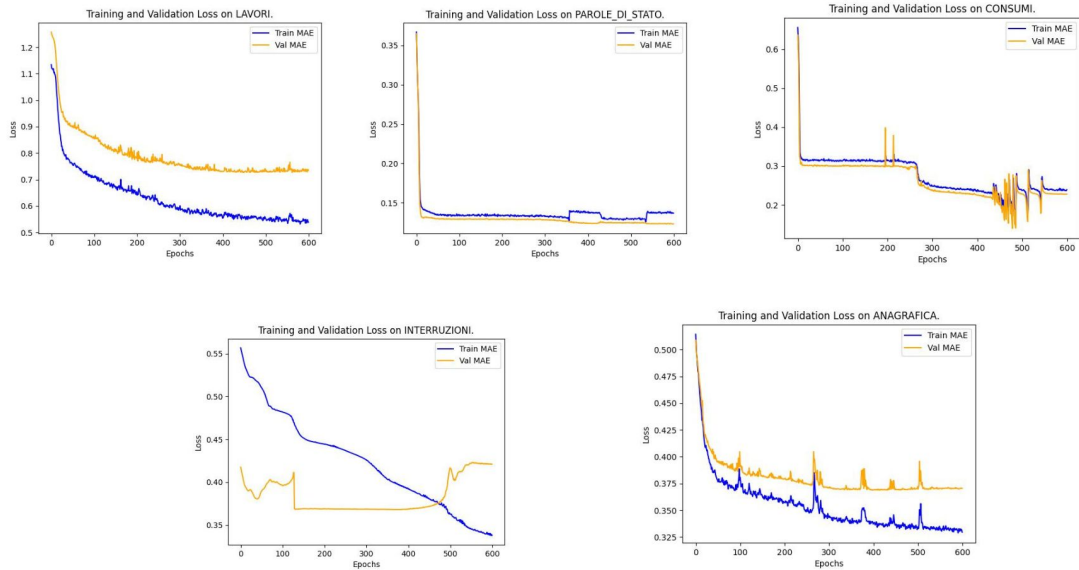 Training and Validation Loss on LAVORI.
Train MAE
Val MAE
Loss
1.2
1.1
1.0
0.9
0.8
0.7
0.6
0.5
0
100
200
300
400
500
600
Epochs
Training and Validation Loss on PAROLE_DI_STATO.
Train MAE
Val MAE
Loss
0.35
0.30
0.25
0.20
0.15
0
100
200
300
400
500
600
Epochs
Training and Validation Loss on CONSUMI.
Train MAE
Val MAE
Loss
0.6
0.5
0.4
0.3
0.2
0
100
200
300
400
500
600
Epochs
Training and Validation Loss on INTERRUZIONI.
Train MAE
Val MAE
Loss
0.55
0.50
0.45
0.40
0.35
0
100
200
300
400
500
600
Epochs
Training and Validation Loss on ANAGRAFICA.
Train MAE
Val MAE
Loss
0.500
0.475
0.450
0.425
0.400
0.375
0.350
0.325
0
100
200
300
400
500
600
Epochs